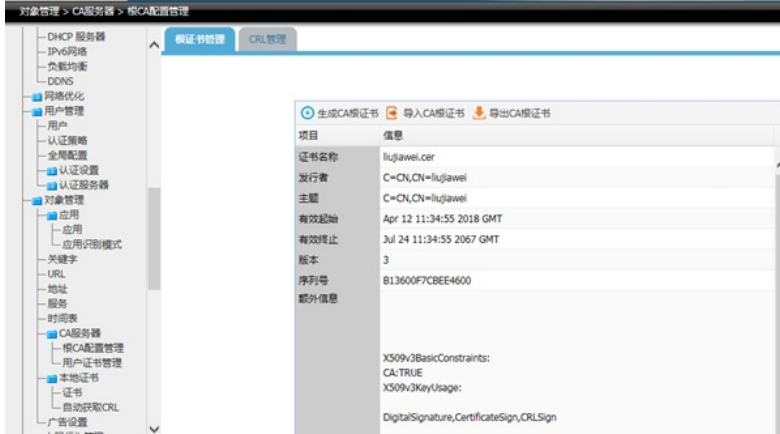 对象管理 > CA服务器 > 根CA配置管理
DHCP 服务器
IPv6网络
负载均衡
DDNS
网络优化
用户管理
用户
认证策略
全局配置
认证设置
认证服务器
对象管理
应用
应用
应用识别模式
关键字
URL
地址
服务
时间表
CA服务器
根CA配置管理
用户证书管理
本地证书
证书
自动获取CRL
广告设置
根证书管理 CRL管理
生成CA根证书 导入CA根证书 导出CA根证书
项目 信息
证书名称 liujiawei.cer
发行者 C=CN,CN=liujiawei
主题 C=CN,CN=liujiawei
有效起始 Apr 12 11:34:55 2018 GMT
有效终止 Jul 24 11:34:55 2067 GMT
版本 3
序列号 B13600F7CBEE4600
额外信息
X509v3BasicConstraints:
CA:TRUE
X509v3KeyUsage:
DigitalSignature,CertificateSign,CRLSign